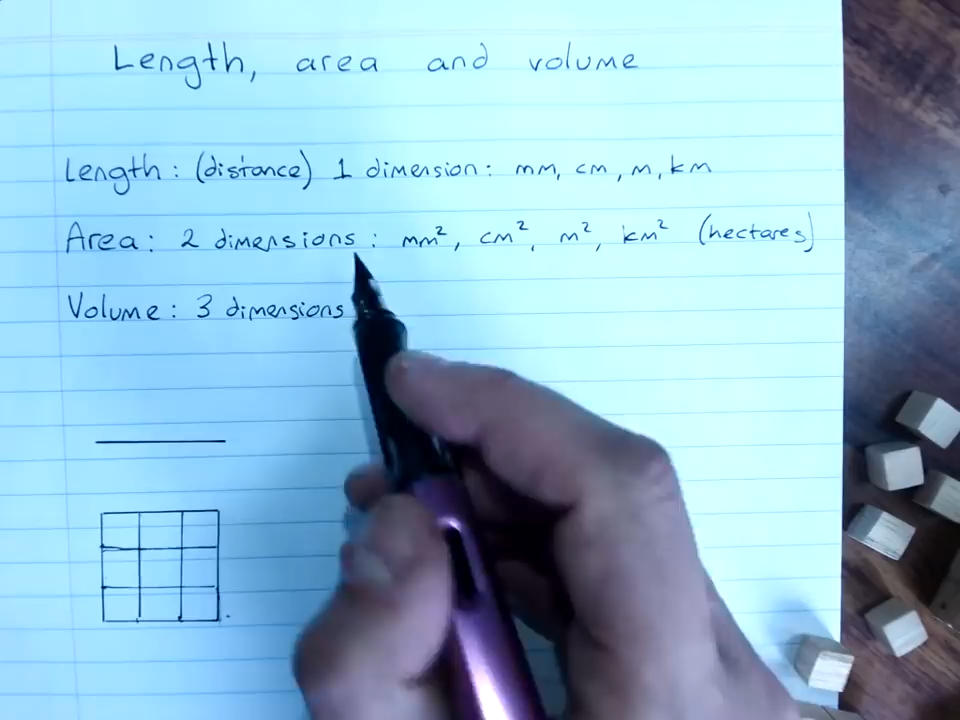 Length, area and volume
Length: (distance) 1 dimension: mm, cm, m, km
Area: 2 dimensions: mm², cm², m², km² (hectares)
Volume: 3 dimensions